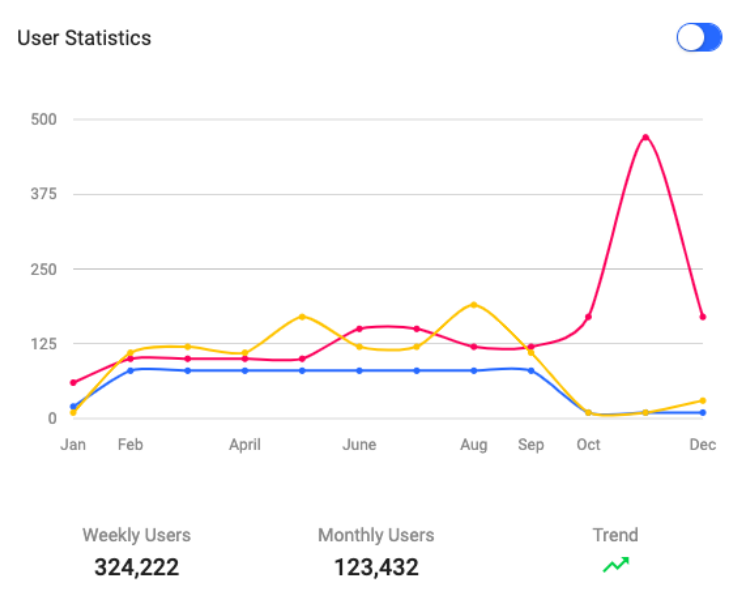 User Statistics
500
375
250
125
0
Jan Feb April June Aug Sep Oct Dec
Weekly Users Monthly Users Trend
324,222 123,432